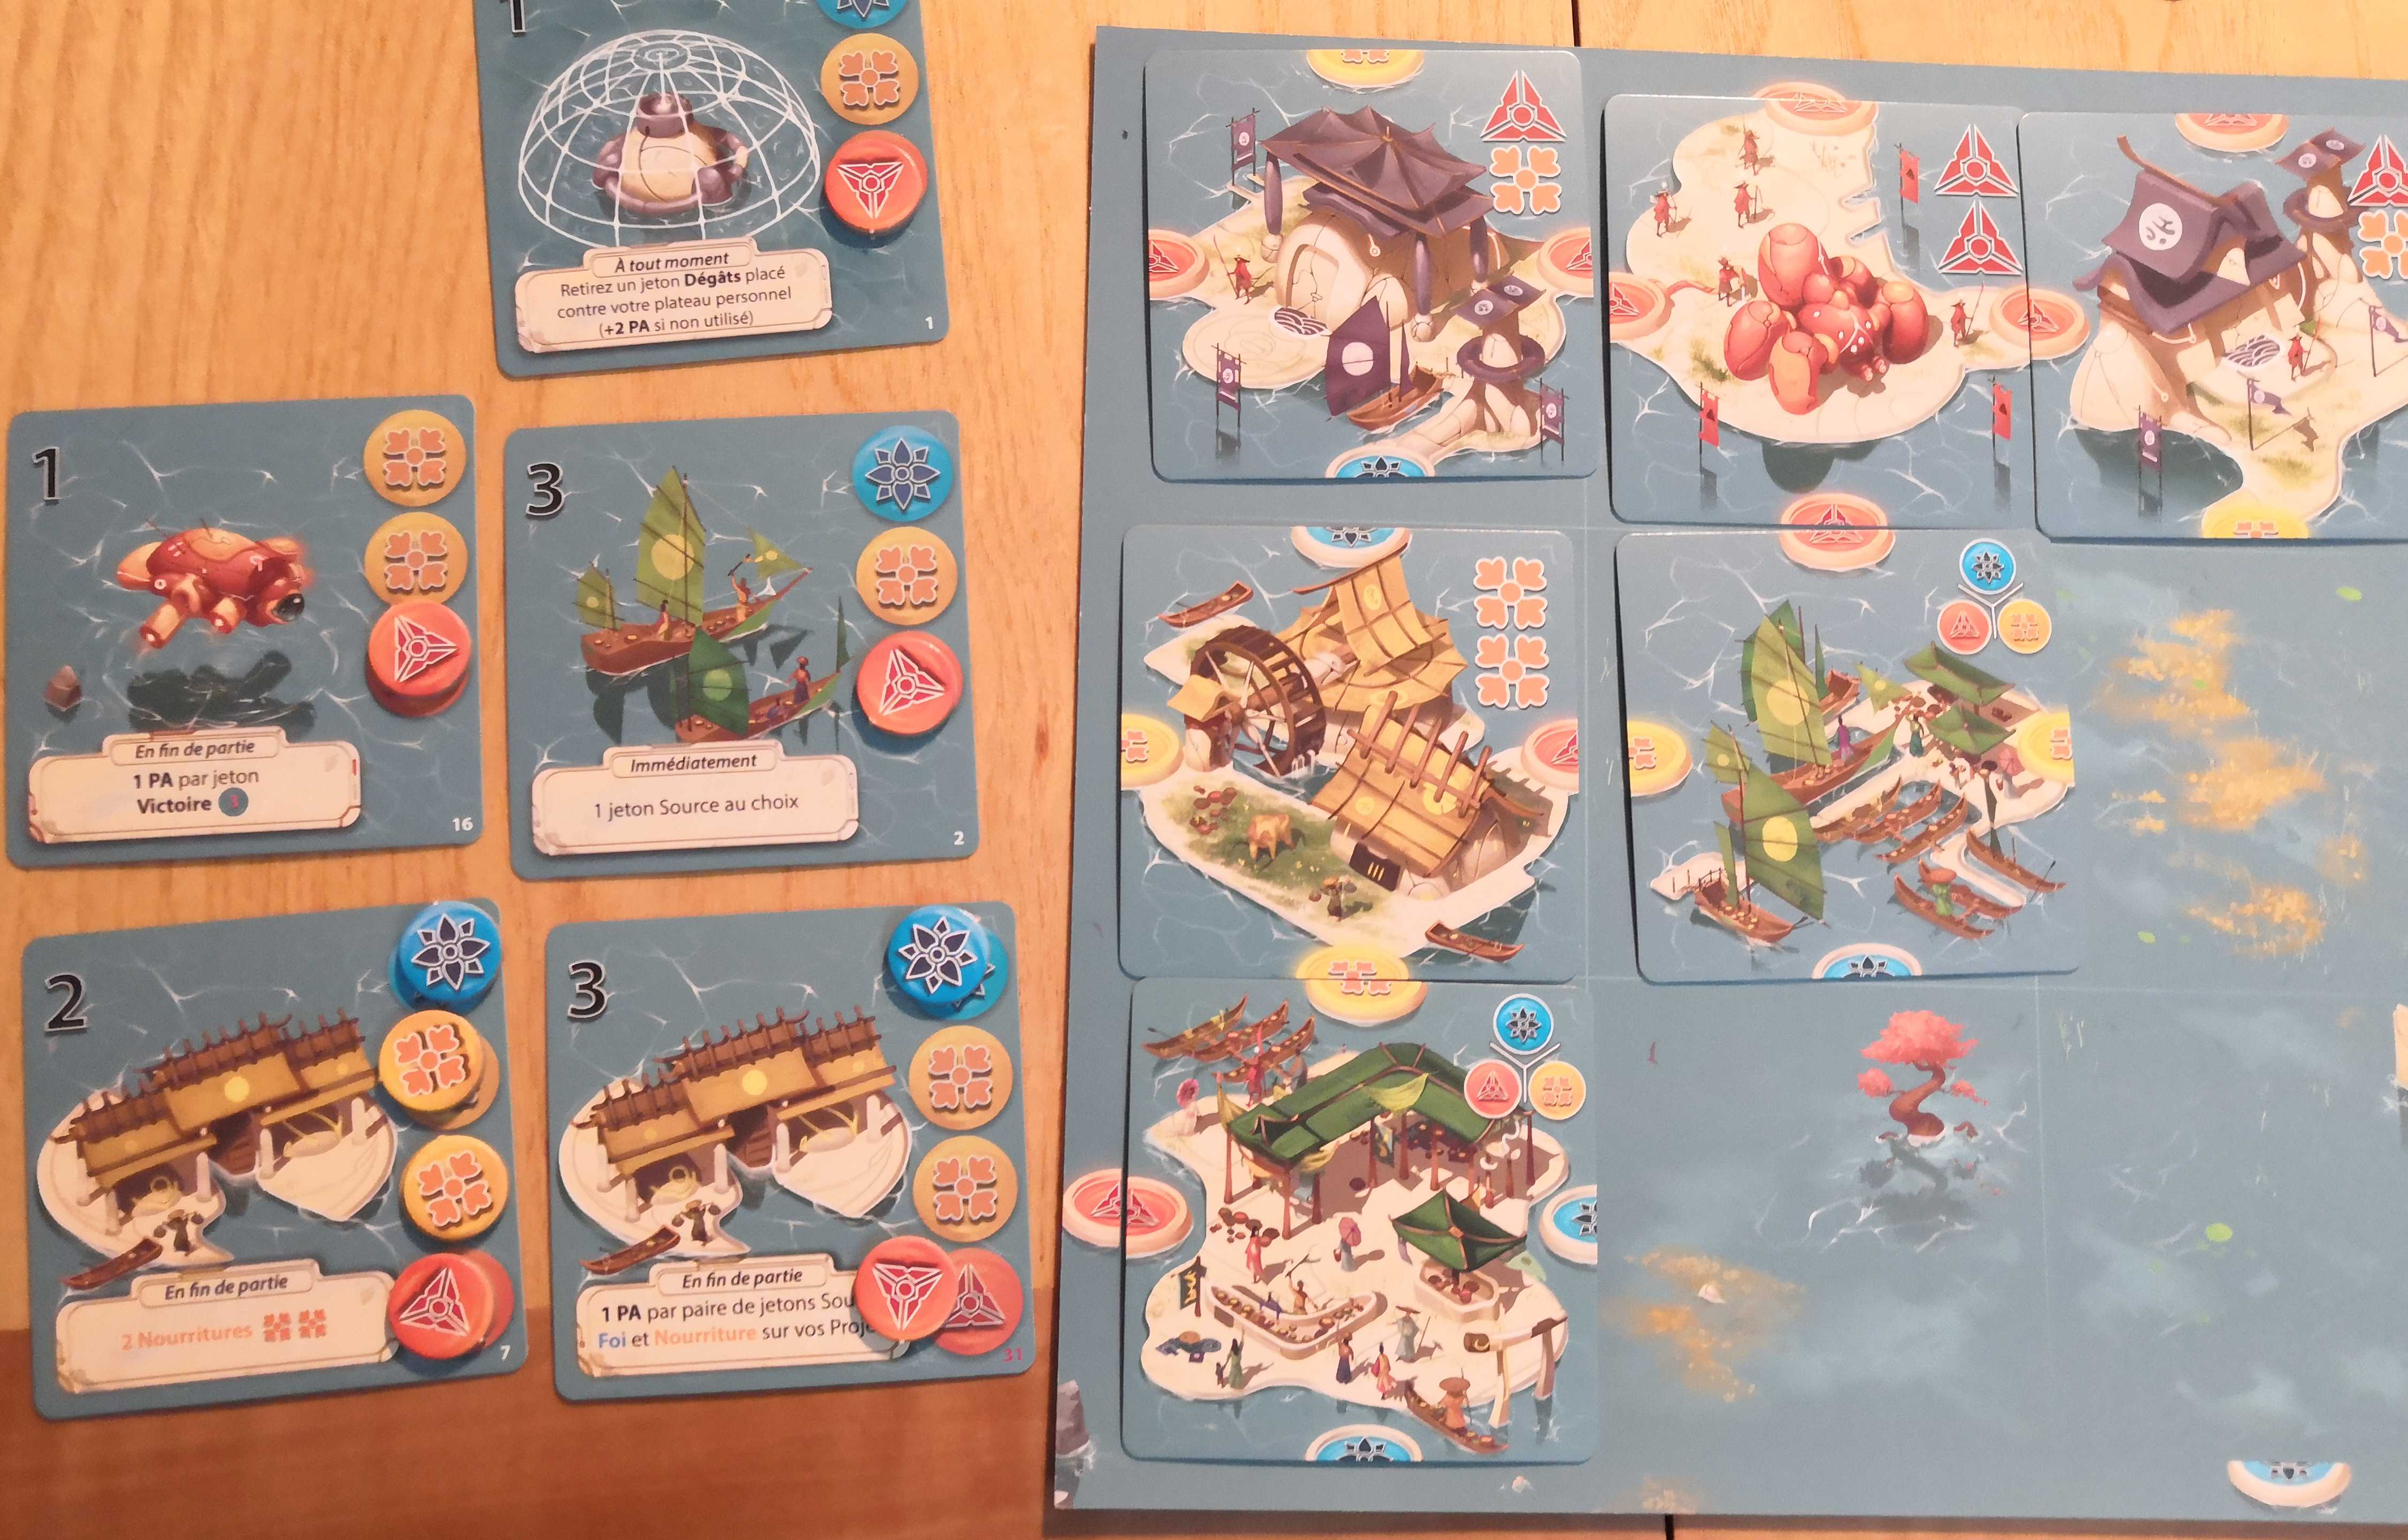 1
À tout moment
Retirez un jeton Dégâts placé
contre votre plateau personnel
(+2 PA si non utilisé)
1
1
En fin de partie
1 PA par jeton
Victoire 3
16
3
Immédiatement
1 jeton Source au choix
2
2
En fin de partie
2 Nourritures
7
3
En fin de partie
1 PA par paire de jetons Sou
Foi et Nourriture sur vos Proj
31